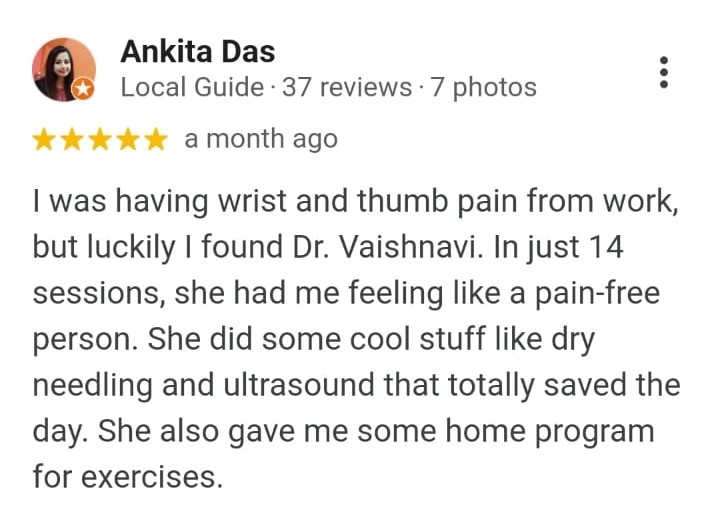 Ankita Das
Local Guide · 37 reviews · 7 photos
a month ago
I was having wrist and thumb pain from work,
but luckily I found Dr. Vaishnavi. In just 14
sessions, she had me feeling like a pain-free
person. She did some cool stuff like dry
needling and ultrasound that totally saved the
day. She also gave me some home program
for exercises.